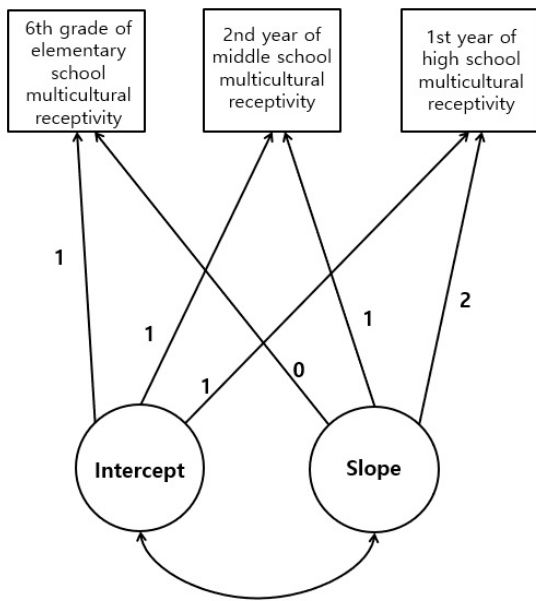 6th grade of
elementary
school
multicultural
receptivity
2nd year of
middle school
multicultural
receptivity
1st year of
high school
multicultural
receptivity
1
1
1
0
1
2
Intercept
Slope